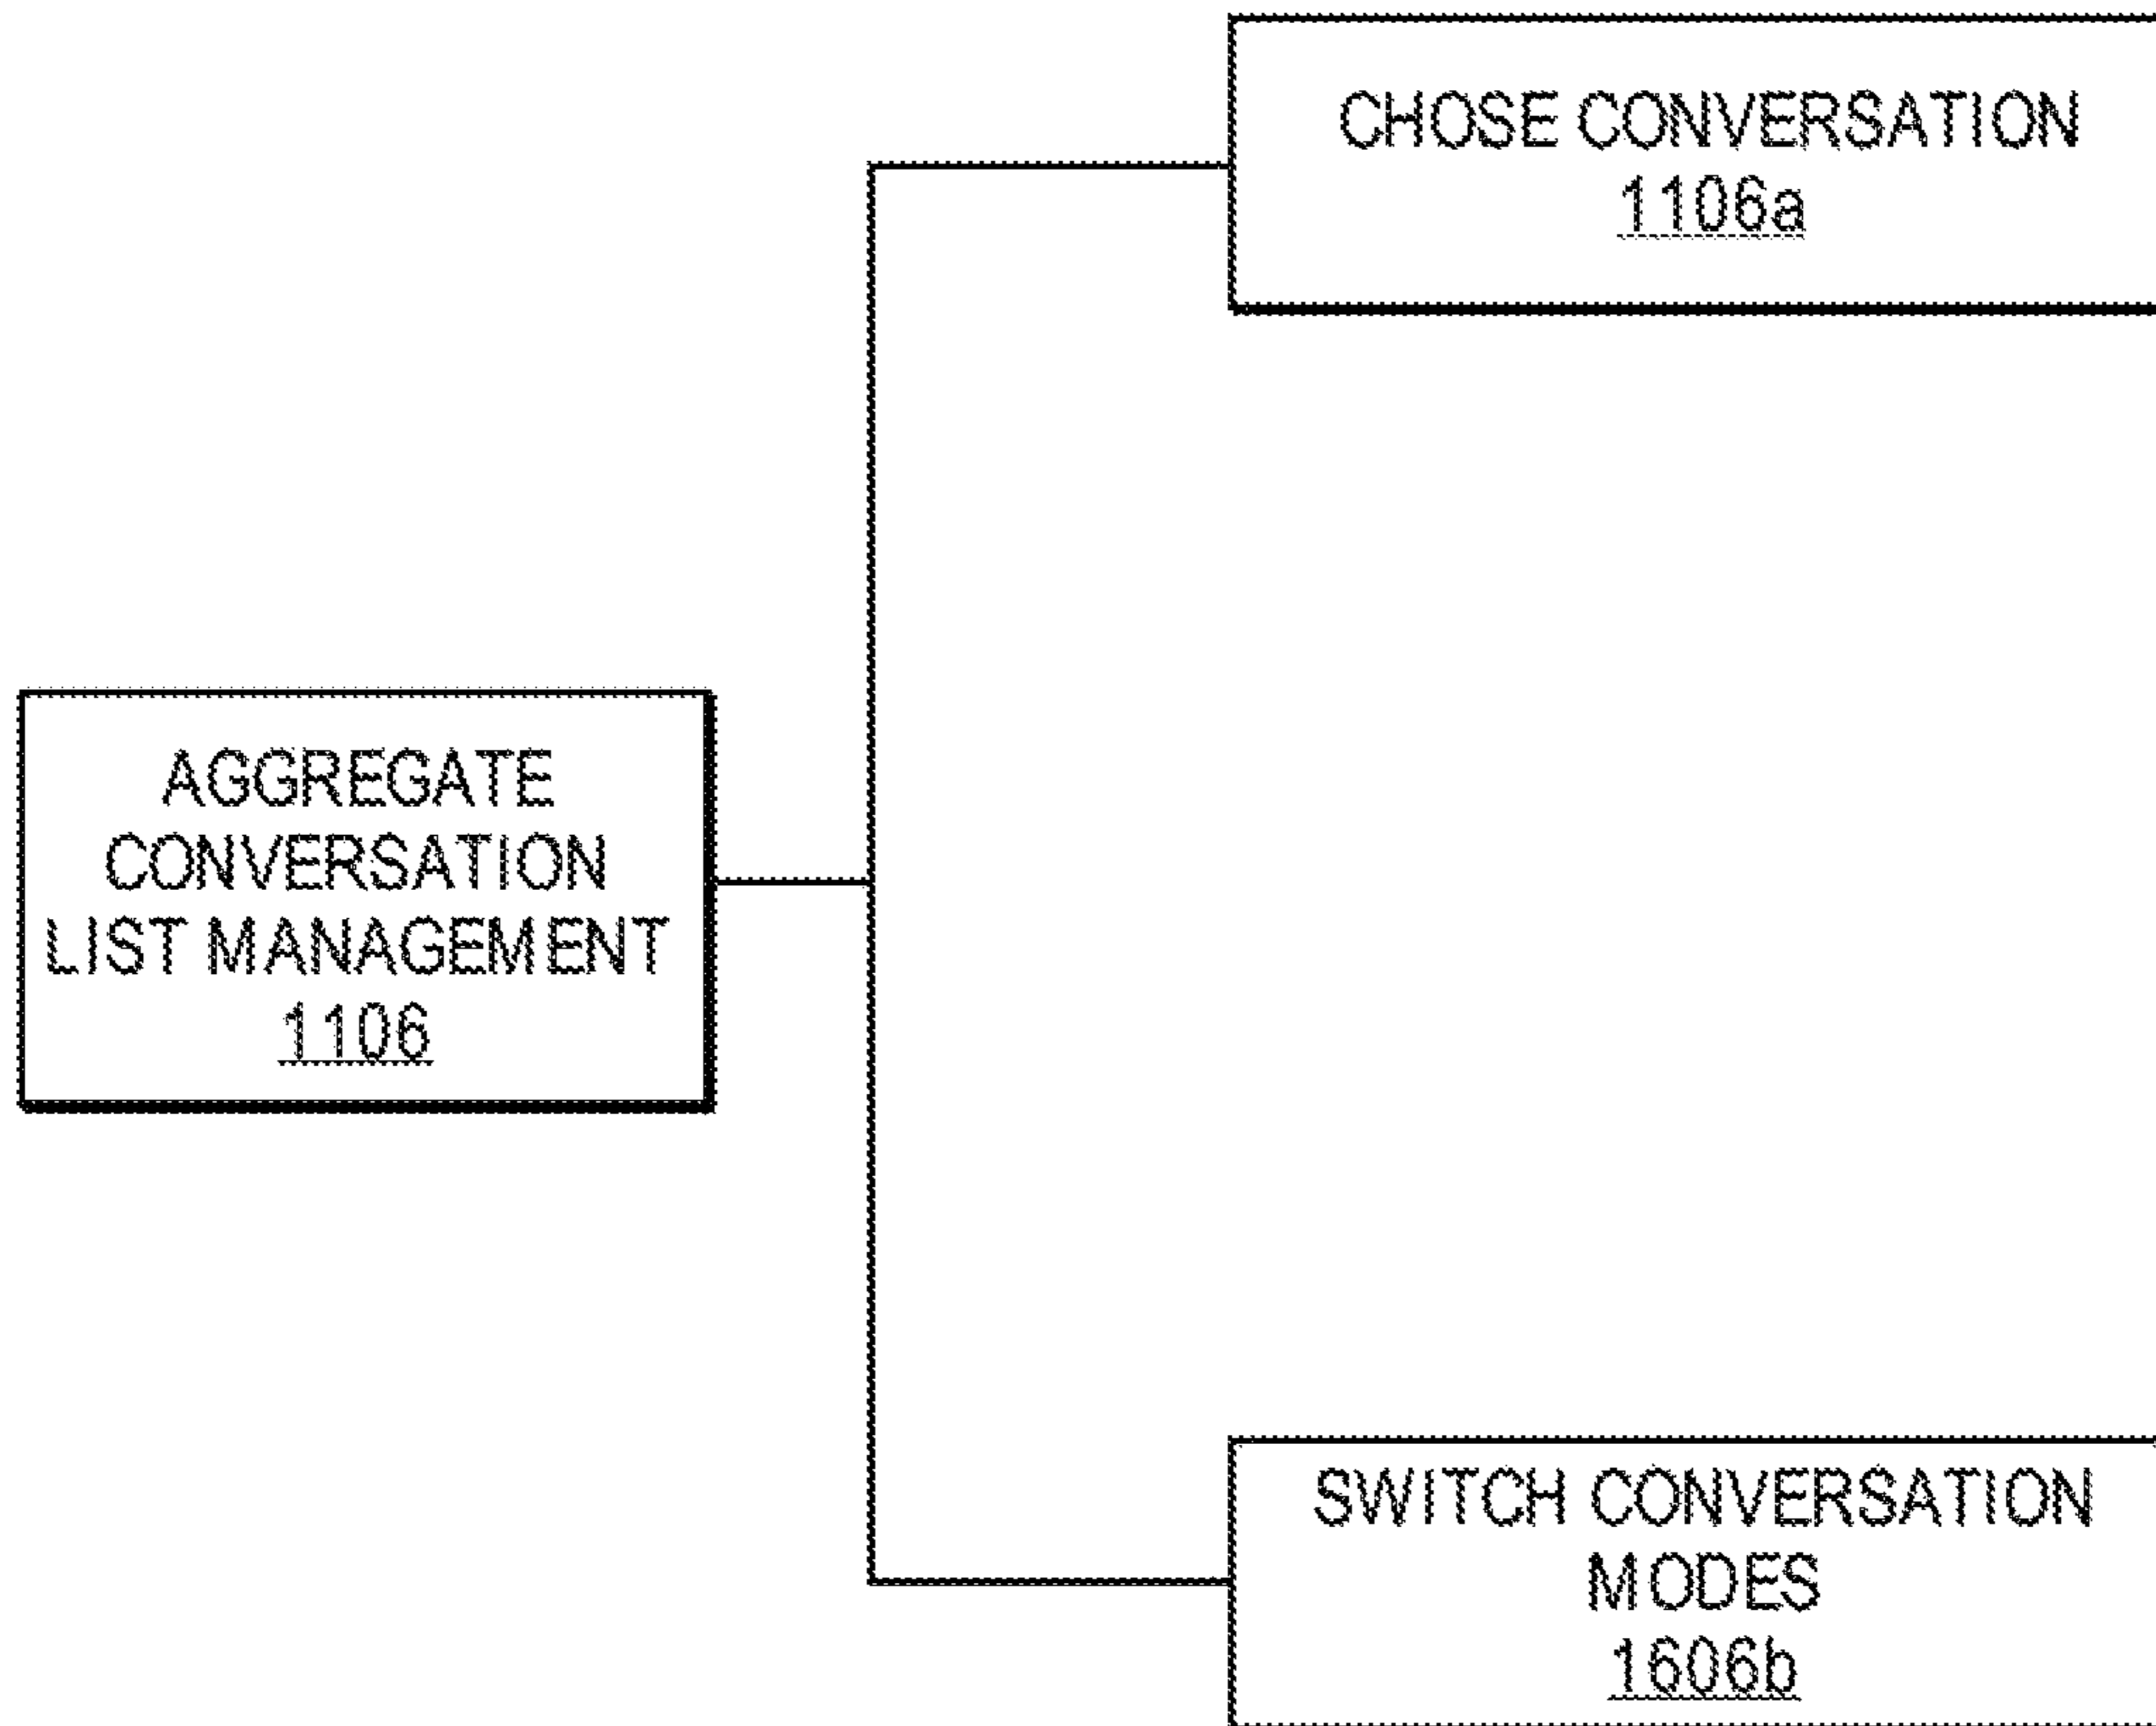 CHOSE CONVERSATION
1106a
AGGREGATE
CONVERSATION
LIST MANAGEMENT
1106
SWITCH CONVERSATION
MODES
1606b